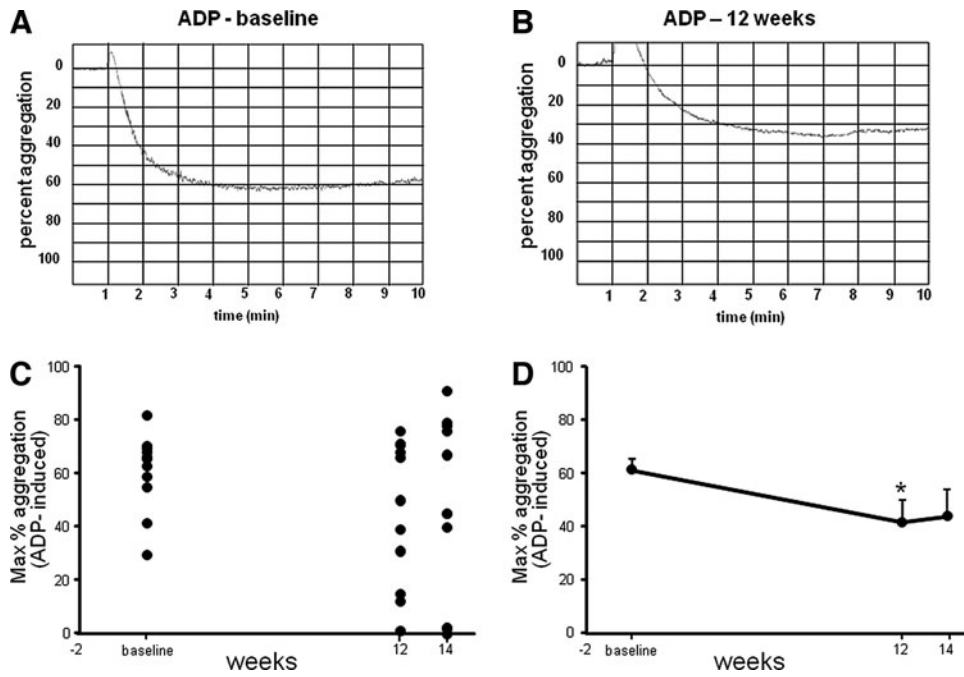 A
ADP - baseline
percent aggregation
0
20
40
60
80
100
1 2 3 4 5 6 7 8 9 10
time (min)
B
ADP – 12 weeks
percent aggregation
0
20
40
60
80
100
1 2 3 4 5 6 7 8 9 10
time (min)
C
Max % aggregation
(ADP- induced)
100
80
60
40
20
0
-2 baseline 12 14
weeks
D
Max % aggregation
(ADP- induced)
100
80
60
40
20
0
*
-2 baseline 12 14
weeks